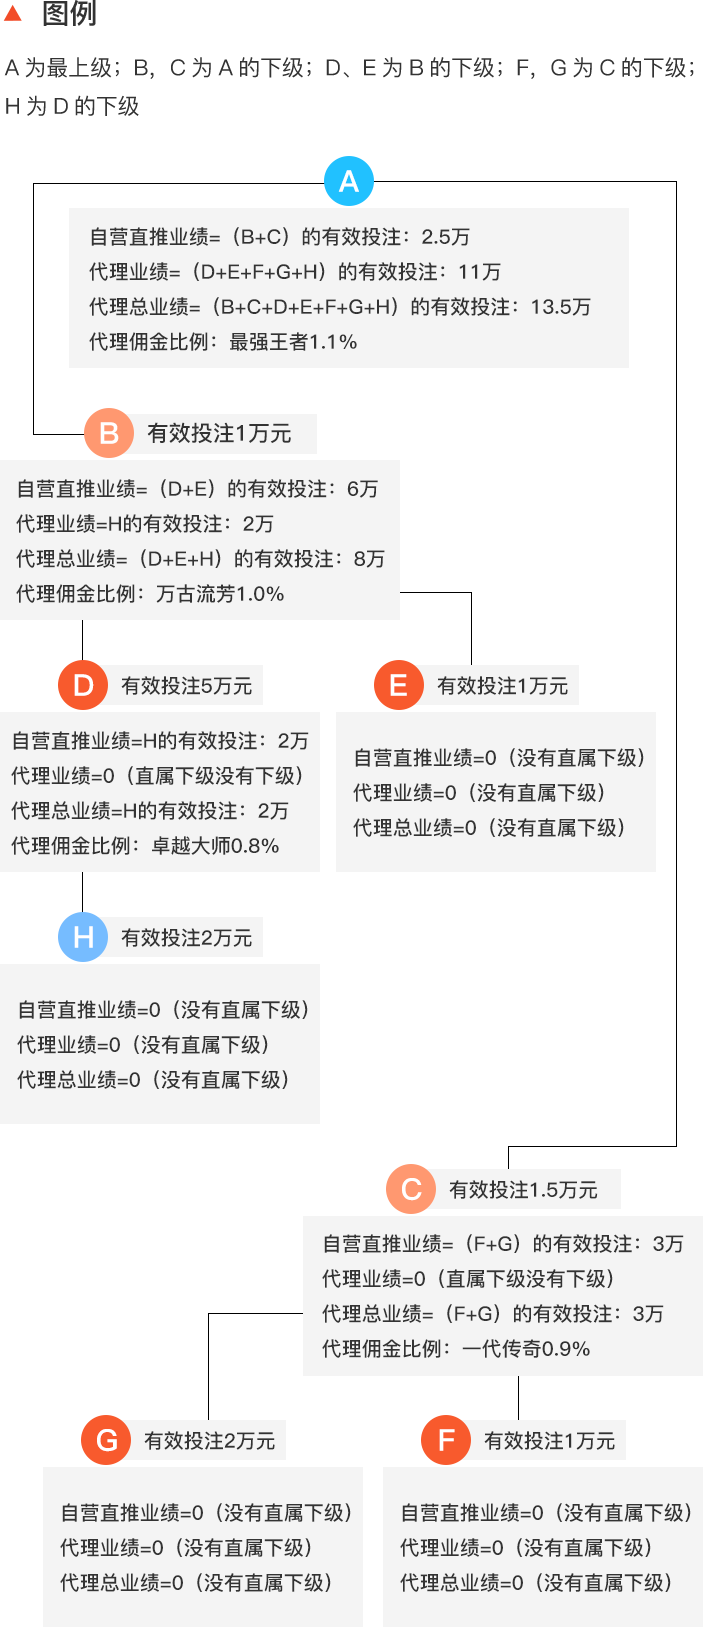 图例
A 为最上级；B，C 为 A 的下级；D、E 为 B 的下级；F，G 为 C 的下级；
H 为 D 的下级
A
自营直推业绩=（B+C）的有效投注：2.5万
代理业绩=（D+E+F+G+H）的有效投注：11万
代理总业绩=（B+C+D+E+F+G+H）的有效投注：13.5万
代理佣金比例：最强王者1.1%
B 有效投注1万元
自营直推业绩=（D+E）的有效投注：6万
代理业绩=H的有效投注：2万
代理总业绩=（D+E+H）的有效投注：8万
代理佣金比例：万古流芳1.0%
D 有效投注5万元
自营直推业绩=H的有效投注：2万
代理业绩=0（直属下级没有下级）
代理总业绩=H的有效投注：2万
代理佣金比例：卓越大师0.8%
E 有效投注1万元
自营直推业绩=0（没有直属下级）
代理业绩=0（没有直属下级）
代理总业绩=0（没有直属下级）
H 有效投注2万元
自营直推业绩=0（没有直属下级）
代理业绩=0（没有直属下级）
代理总业绩=0（没有直属下级）
C 有效投注1.5万元
自营直推业绩=（F+G）的有效投注：3万
代理业绩=0（直属下级没有下级）
代理总业绩=（F+G）的有效投注：3万
代理佣金比例：一代传奇0.9%
G 有效投注2万元
自营直推业绩=0（没有直属下级）
代理业绩=0（没有直属下级）
代理总业绩=0（没有直属下级）
F 有效投注1万元
自营直推业绩=0（没有直属下级）
代理业绩=0（没有直属下级）
代理总业绩=0（没有直属下级）